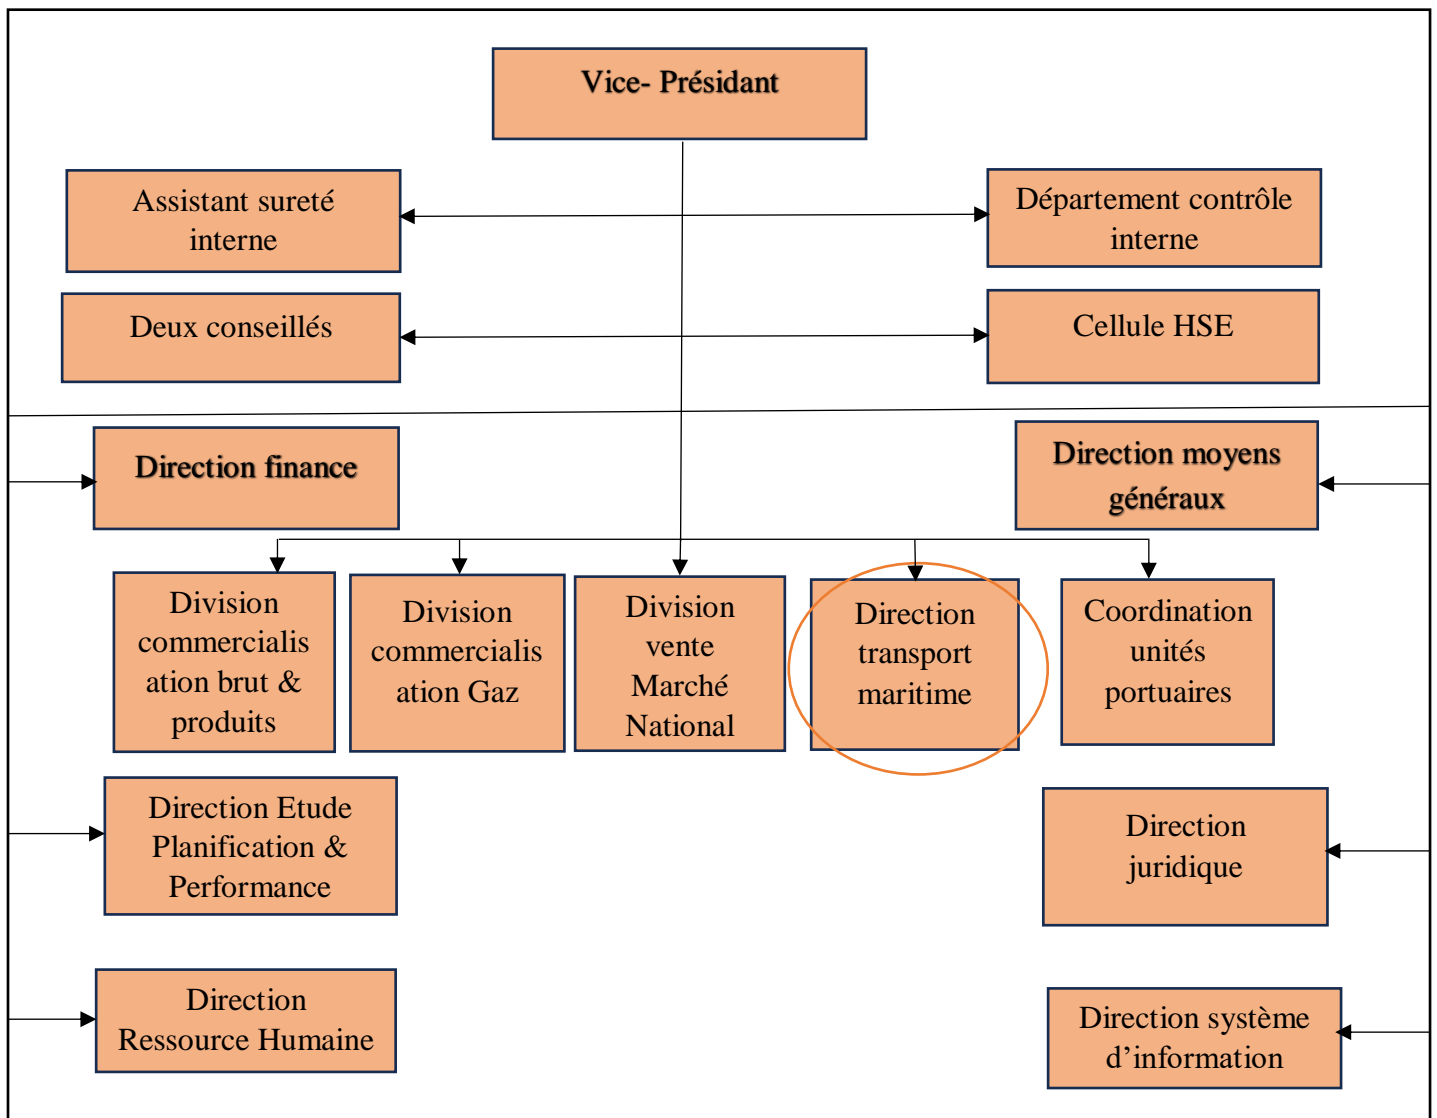 Vice- Présidant
Assistant sureté
interne
Département contrôle
interne
Deux conseillés
Cellule HSE
Direction finance
Direction moyens
généraux
Division
commercialis
ation brut &
produits
Division
commercialis
ation Gaz
Division
vente
Marché
National
Direction
transport
maritime
Coordination
unités
portuaires
Direction Etude
Planification &
Performance
Direction
juridique
Direction
Ressource Humaine
Direction système
d’information